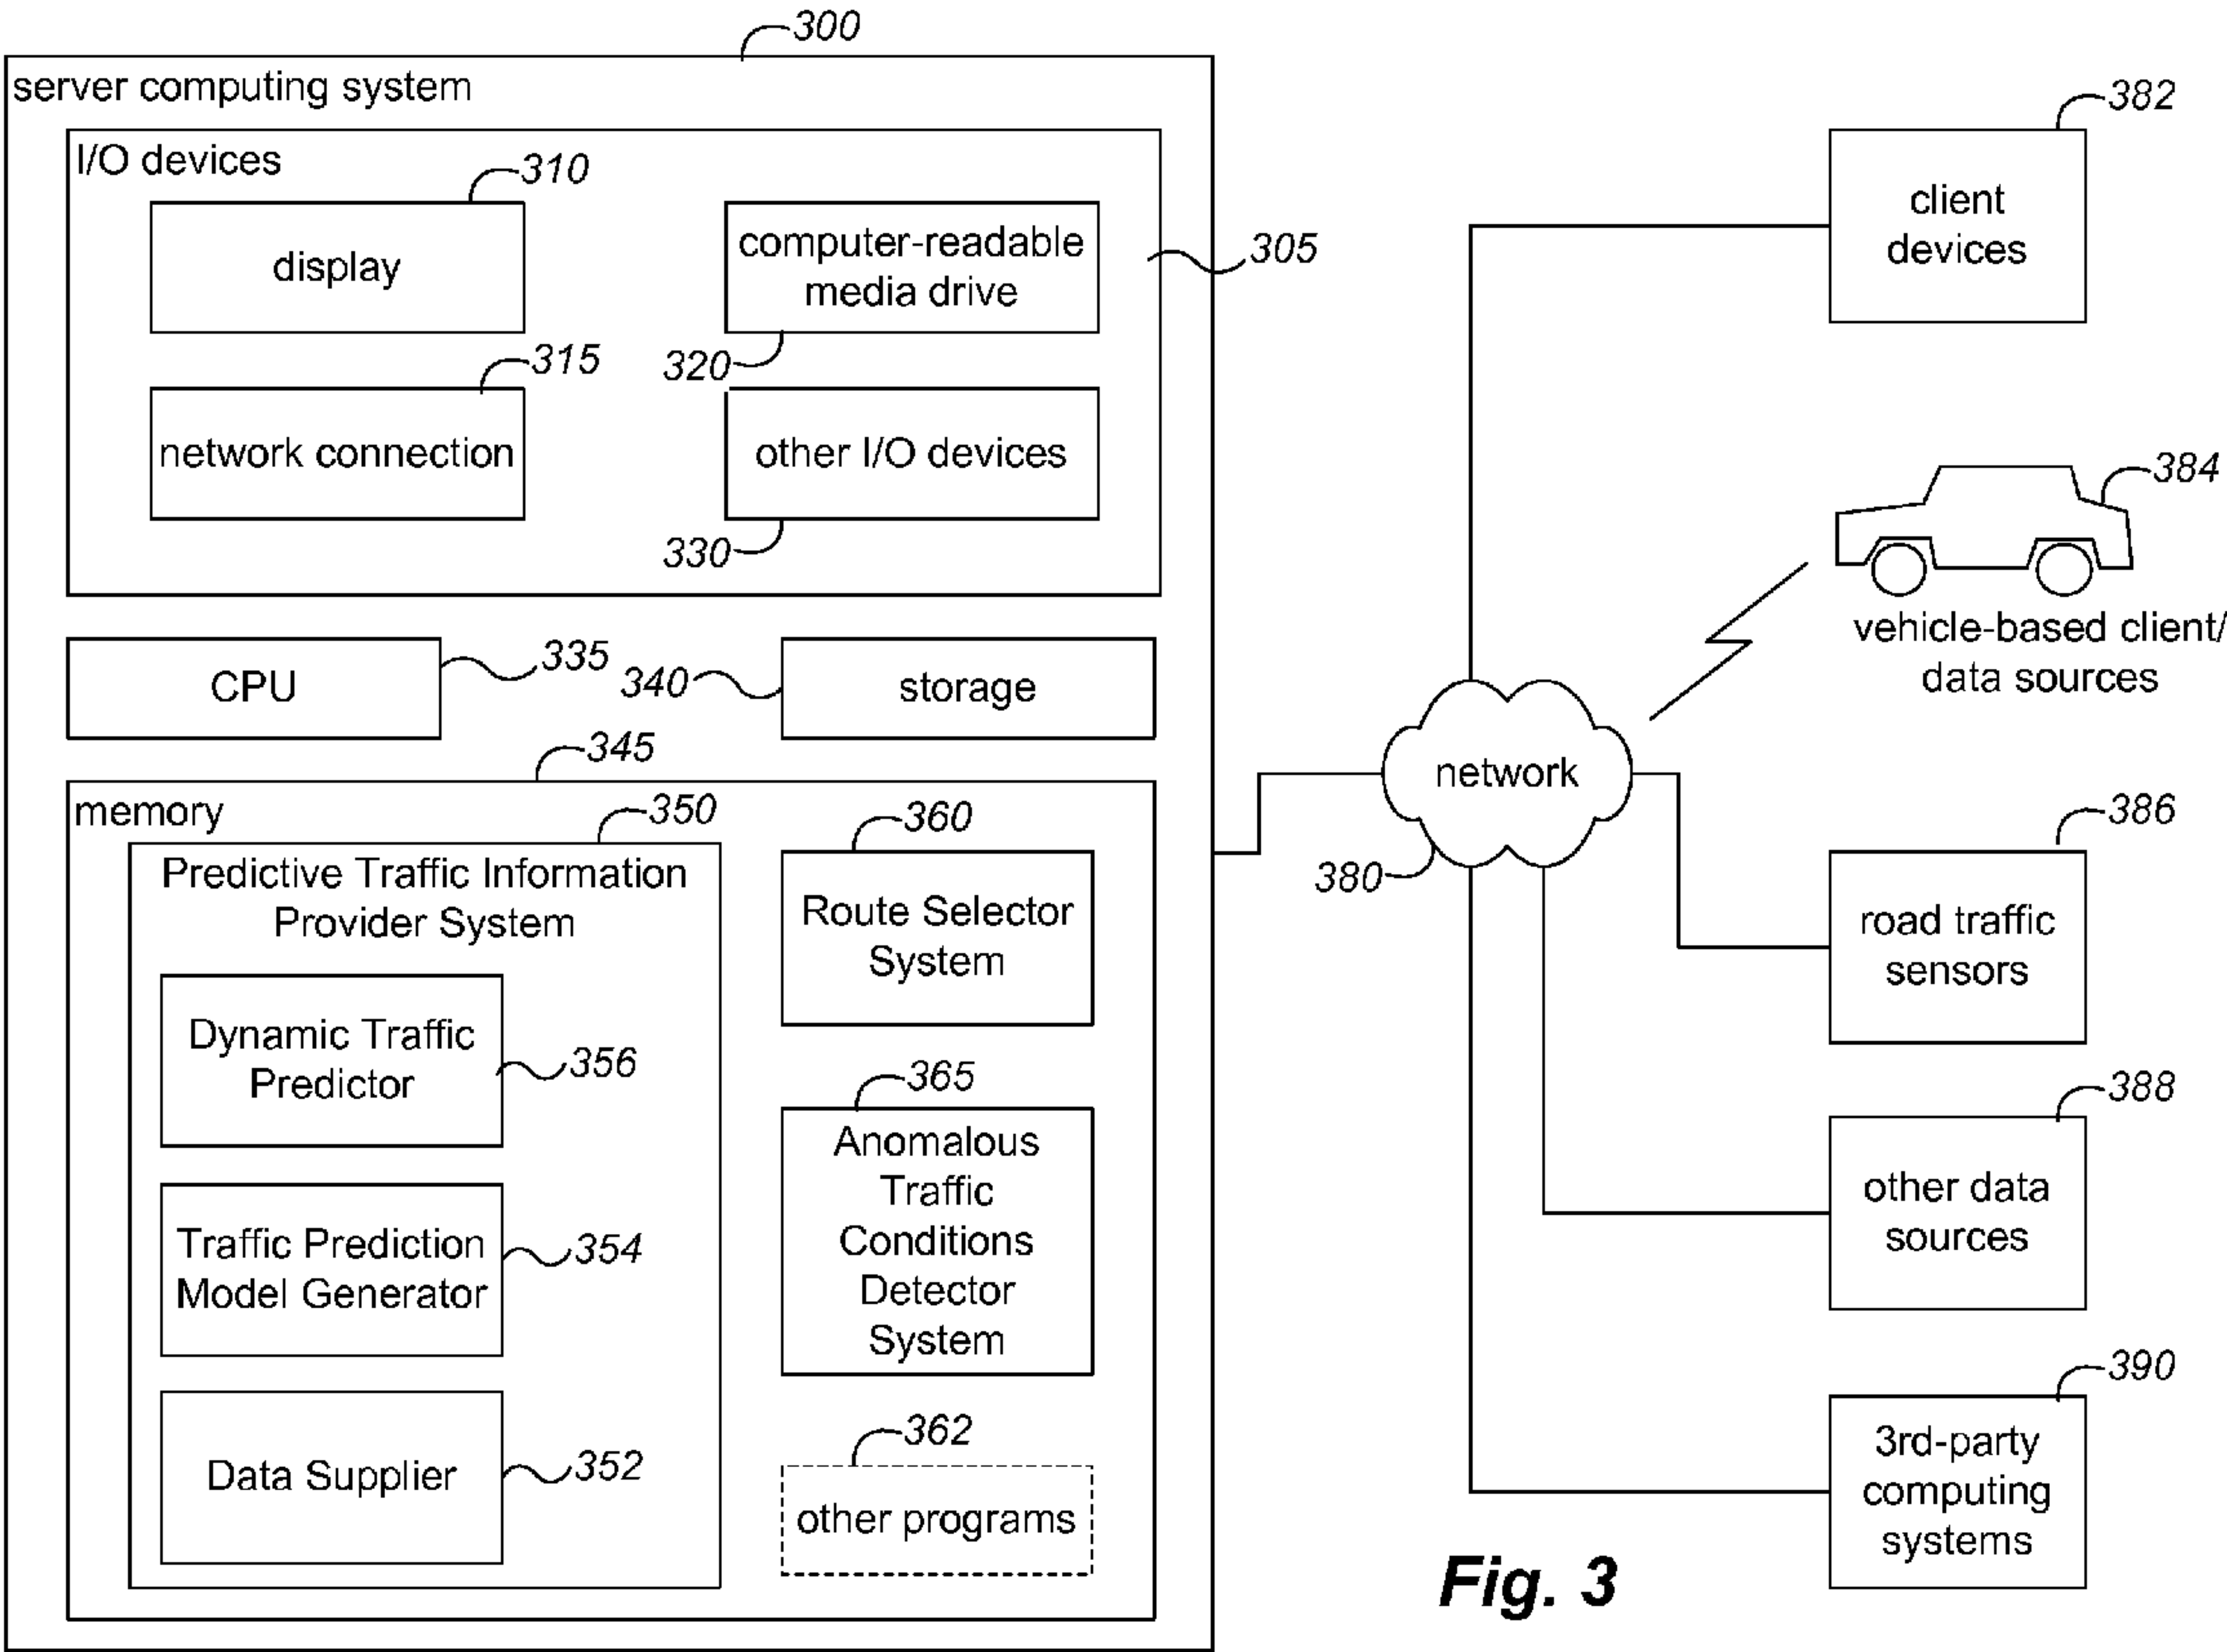 300
server computing system
I/O devices
310
display
computer-readable
media drive
305
320
315
network connection
other I/O devices
330
CPU
335
340
storage
345
memory
350
Predictive Traffic Information
Provider System
Dynamic Traffic
Predictor
356
Traffic Prediction
Model Generator
354
Data Supplier
352
360
Route Selector
System
365
Anomalous
Traffic
Conditions
Detector
System
362
other programs
network
380
382
client
devices
384
vehicle-based client/
data sources
386
road traffic
sensors
388
other data
sources
390
3rd-party
computing
systems
Fig. 3